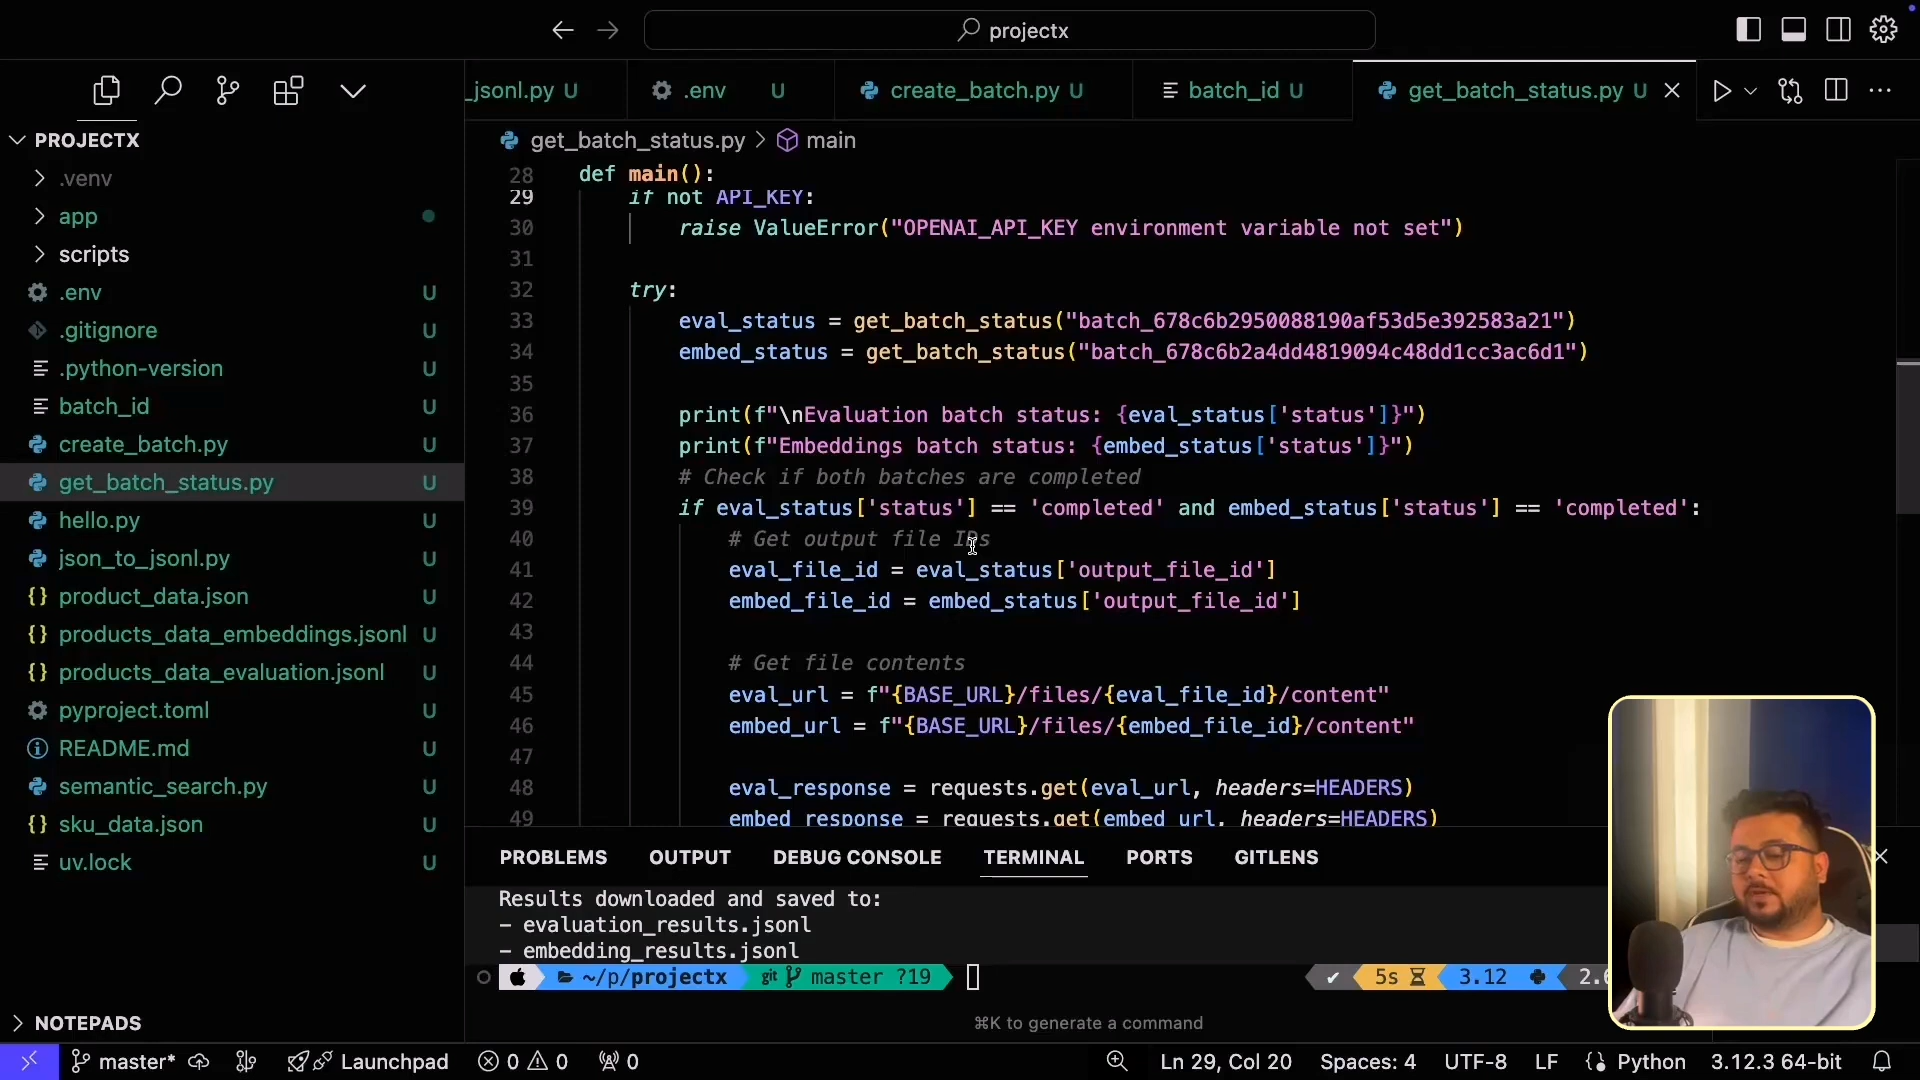 projectx
_jsonl.py U
.env U
create_batch.py U
batch_id U
get_batch_status.py U
PROJECTX
.venv
app
scripts
.env U
.gitignore U
.python-version U
batch_id U
create_batch.py U
get_batch_status.py U
hello.py U
json_to_jsonl.py U
product_data.json U
products_data_embeddings.jsonl U
products_data_evaluation.jsonl U
pyproject.toml U
README.md U
semantic_search.py U
sku_data.json U
uv.lock U
NOTEPADS
get_batch_status.py > main
28 def main():
29 if not API_KEY:
30 raise ValueError("OPENAI_API_KEY environment variable not set")
31
32 try:
33 eval_status = get_batch_status("batch_678c6b2950088190af53d5e392583a21")
34 embed_status = get_batch_status("batch_678c6b2a4dd4819094c48dd1cc3ac6d1")
35
36 print(f"\nEvaluation batch status: {eval_status['status']}")
37 print(f"Embeddings batch status: {embed_status['status']}")
38 # Check if both batches are completed
39 if eval_status['status'] == 'completed' and embed_status['status'] == 'completed':
40 # Get output file IDs
41 eval_file_id = eval_status['output_file_id']
42 embed_file_id = embed_status['output_file_id']
43
44 # Get file contents
45 eval_url = f"{BASE_URL}/files/{eval_file_id}/content"
46 embed_url = f"{BASE_URL}/files/{embed_file_id}/content"
47
48 eval_response = requests.get(eval_url, headers=HEADERS)
49 embed_response = requests.get(embed_url, headers=HEADERS)
PROBLEMS OUTPUT DEBUG CONSOLE TERMINAL PORTS GITLENS
Results downloaded and saved to:
- evaluation_results.jsonl
- embedding_results.jsonl
~/p/projectx git master ?19 ✔ 5s 3.12
⌘K to generate a command
master* Launchpad 0 0 0 Ln 29, Col 20 Spaces: 4 UTF-8 LF Python 3.12.3 64-bit